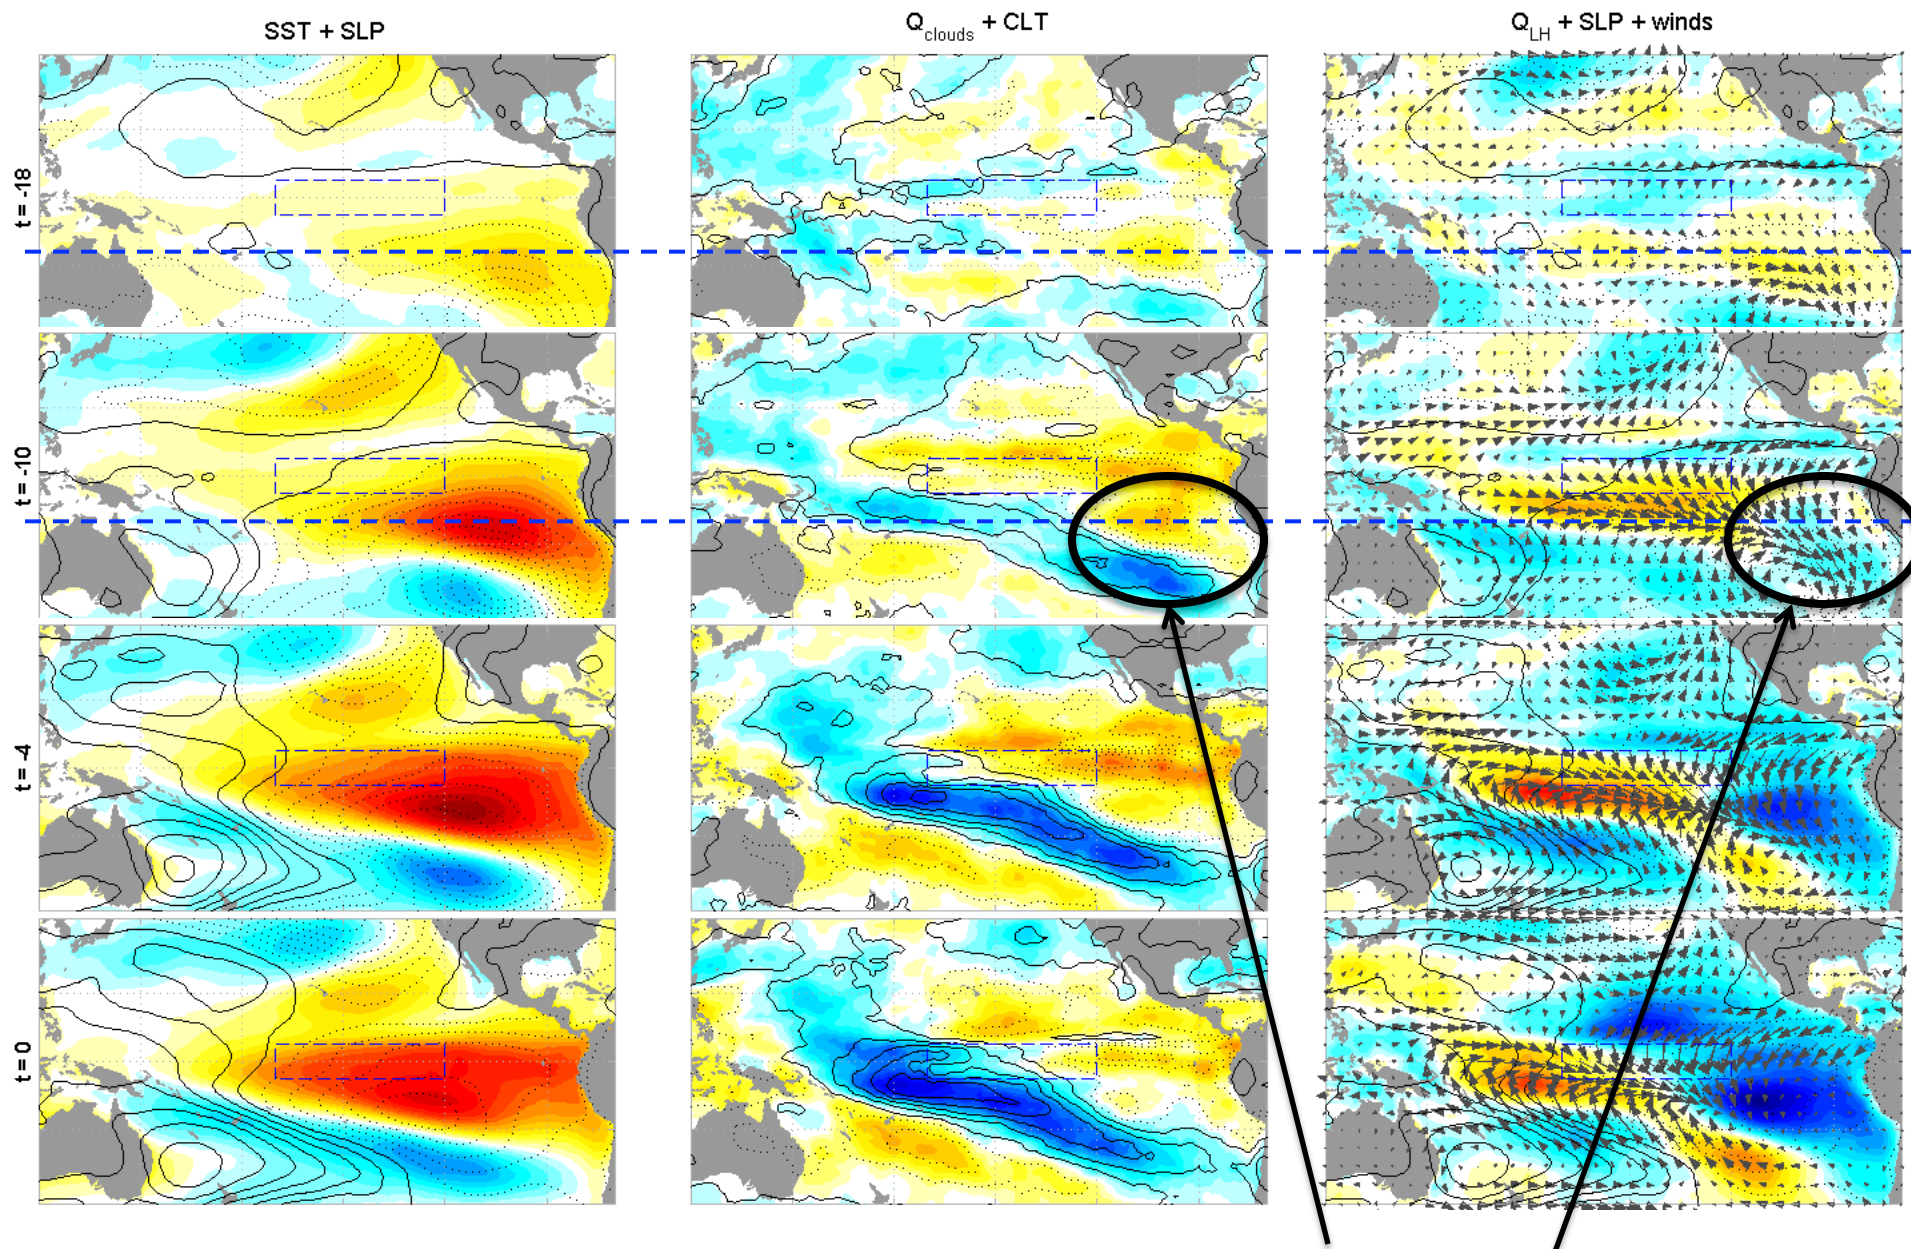 SST + SLP
Q_clouds + CLT
Q_LH + SLP + winds
t = -18
t = -10
t = -4
t = 0